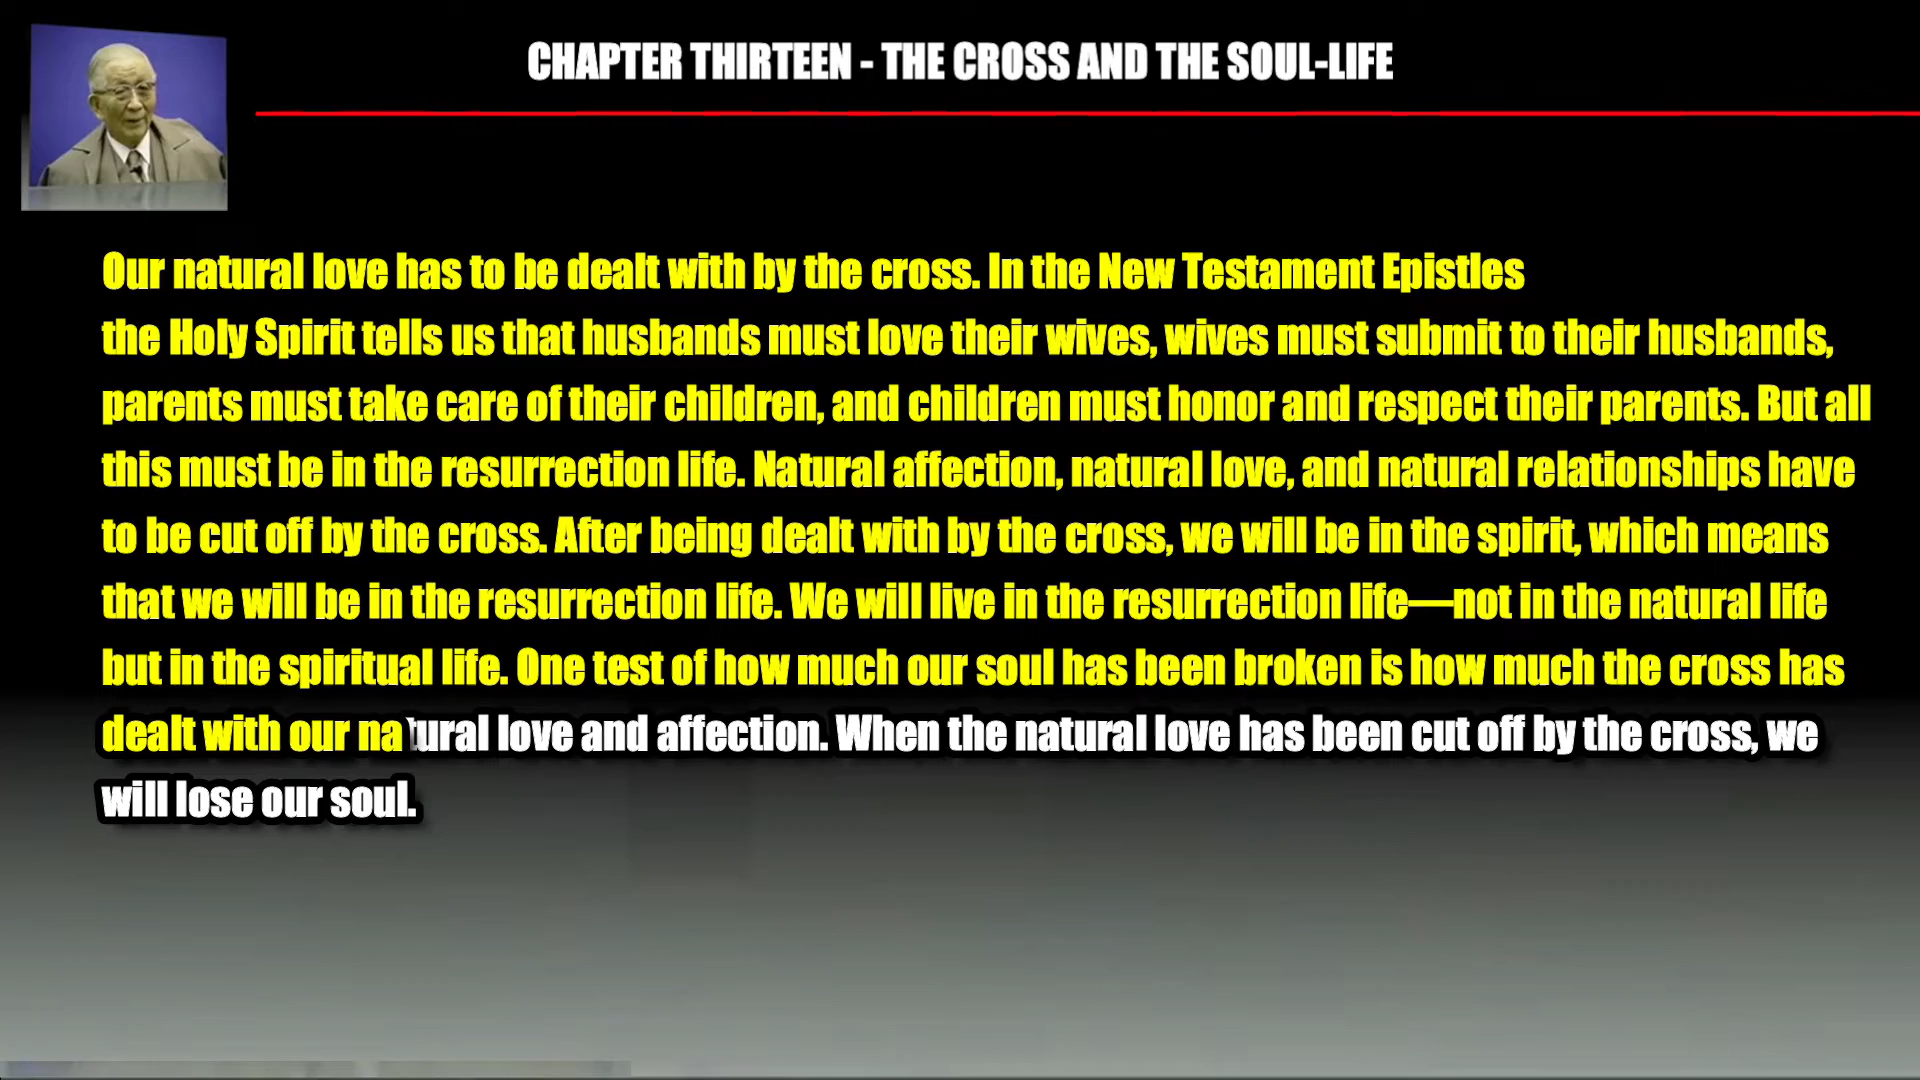 CHAPTER THIRTEEN - THE CROSS AND THE SOUL-LIFE
Our natural love has to be dealt with by the cross. In the New Testament Epistles
the Holy Spirit tells us that husbands must love their wives, wives must submit to their husbands,
parents must take care of their children, and children must honor and respect their parents. But all
this must be in the resurrection life. Natural affection, natural love, and natural relationships have
to be cut off by the cross. After being dealt with by the cross, we will be in the spirit, which means
that we will be in the resurrection life. We will live in the resurrection life—not in the natural life
but in the spiritual life. One test of how much our soul has been broken is how much the cross has
dealt with our natural love and affection. When the natural love has been cut off by the cross, we
will lose our soul.